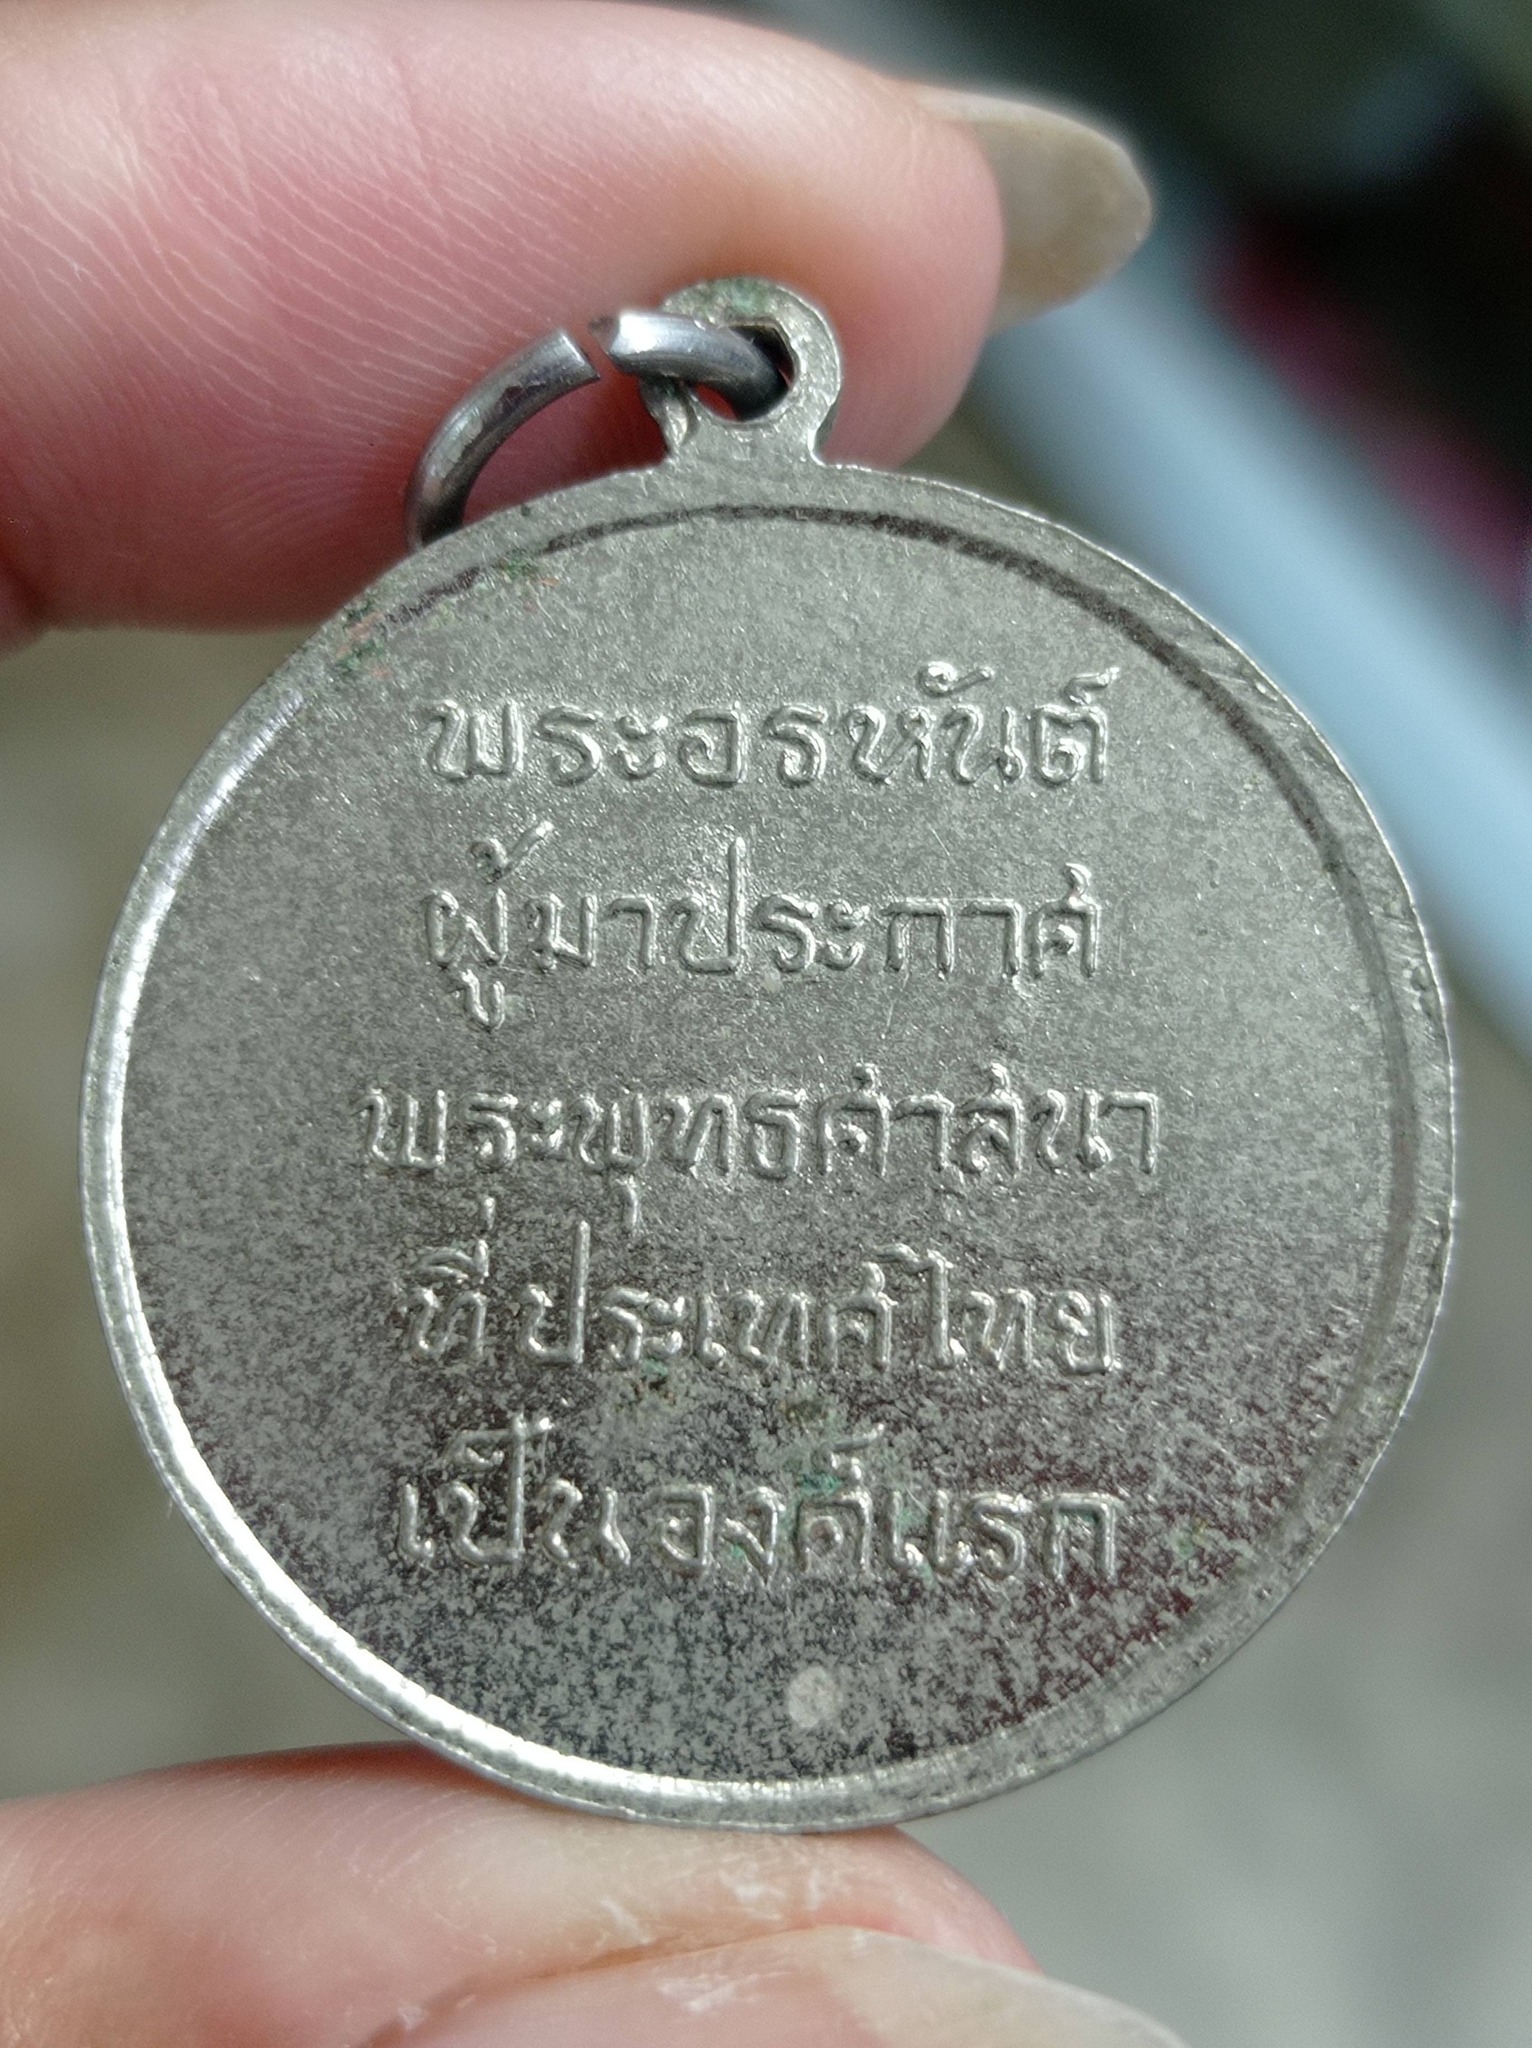 พระอรหันต์
ผู้มาประกาศ
พระพุทธศาสนา
ที่ประเทศไทย
เป็นองค์แรก